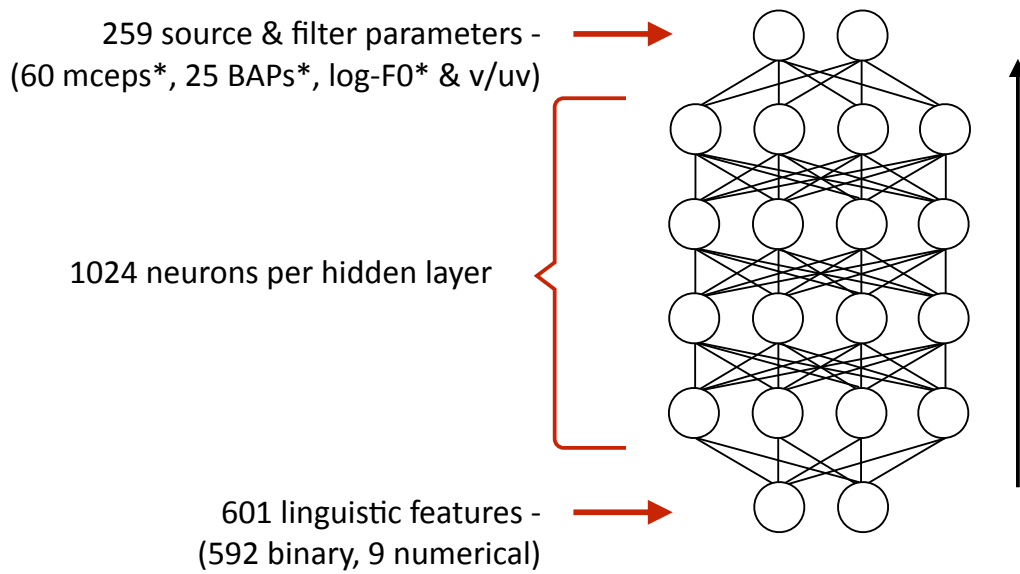 259 source & filter parameters -
(60 mceps*, 25 BAPs*, log-F0* & v/uv)
1024 neurons per hidden layer
601 linguistic features -
(592 binary, 9 numerical)